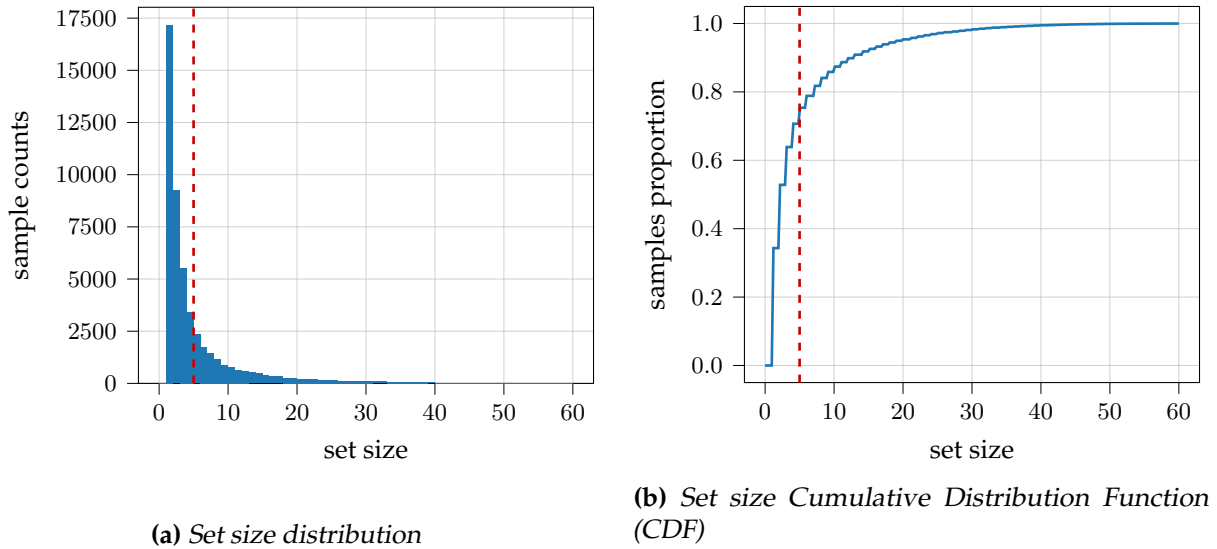 17500
15000
12500
10000
7500
5000
2500
0
sample counts
0 10 20 30 40 50 60
set size
(a) Set size distribution
1.0
0.8
0.6
0.4
0.2
0.0
samples proportion
0 10 20 30 40 50 60
set size
(b) Set size Cumulative Distribution Function
(CDF)